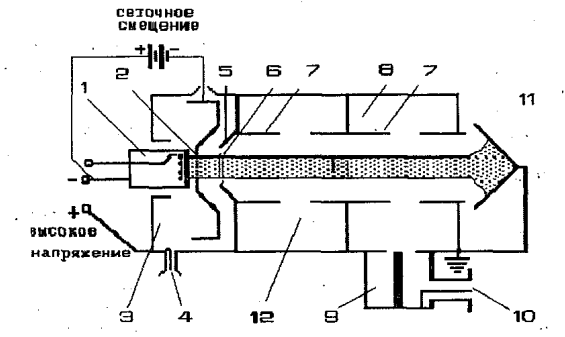 сеточное
смещение
+ -
1 2 5 6 7 8 7 11
-
+
высокое
напряжение
3 4 12 9 10